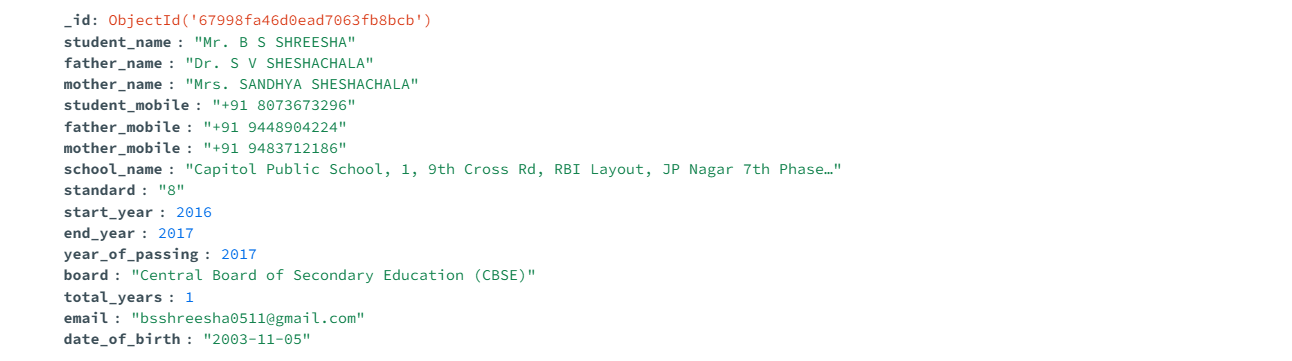 _id: ObjectId('67998fa46d0ead7063fb8bcb')
student_name : "Mr. B S SHREESHA"
father_name : "Dr. S V SHESHACHALA"
mother_name : "Mrs. SANDHYA SHESHACHALA"
student_mobile : "+91 8073673296"
father_mobile : "+91 9448904224"
mother_mobile : "+91 9483712186"
school_name : "Capitol Public School, 1, 9th Cross Rd, RBI Layout, JP Nagar 7th Phase…"
standard : "8"
start_year : 2016
end_year : 2017
year_of_passing : 2017
board : "Central Board of Secondary Education (CBSE)"
total_years : 1
email : "bsshreesha0511@gmail.com"
date_of_birth : "2003-11-05"